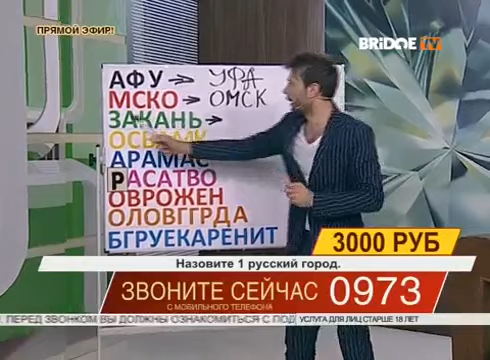 ПРЯМОЙ ЭФИР!
BRIDGE TV
АФУ → УФА
МСКО → ОМСК
ЗАКАНЬ →
АРАМАС
РАСАТВО
ОВРОЖЕН
ОЛОВГГРДА
БГРУЕКАРЕНИТ
3000 РУБ
Назовите 1 русский город.
ЗВОНИТЕ СЕЙЧАС 0973
С МОБИЛЬНОГО ТЕЛЕФОНА
ПЕРЕД ЗВОНКОМ ВЫ ДОЛЖНЫ ОЗНАКОМИТЬСЯ С ПОД УСЛУГА ДЛЯ ЛИЦ СТАРШЕ 18 ЛЕТ